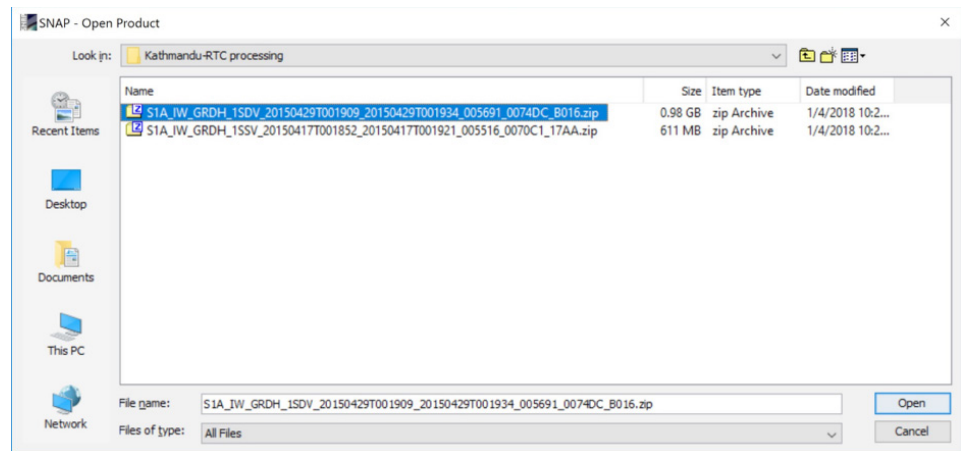 SNAP - Open Product
Look in: Kathmandu-RTC processing
Name Size Item type Date modified
S1A_IW_GRDH_1SDV_20150429T001909_20150429T001934_005691_0074DC_B016.zip 0.98 GB zip Archive 1/4/2018 10:2...
S1A_IW_GRDH_1SSV_20150417T001852_20150417T001921_005516_0070C1_17AA.zip 611 MB zip Archive 1/4/2018 10:2...
Recent Items
Desktop
Documents
This PC
Network
File name: S1A_IW_GRDH_1SDV_20150429T001909_20150429T001934_005691_0074DC_B016.zip Open
Files of type: All Files Cancel